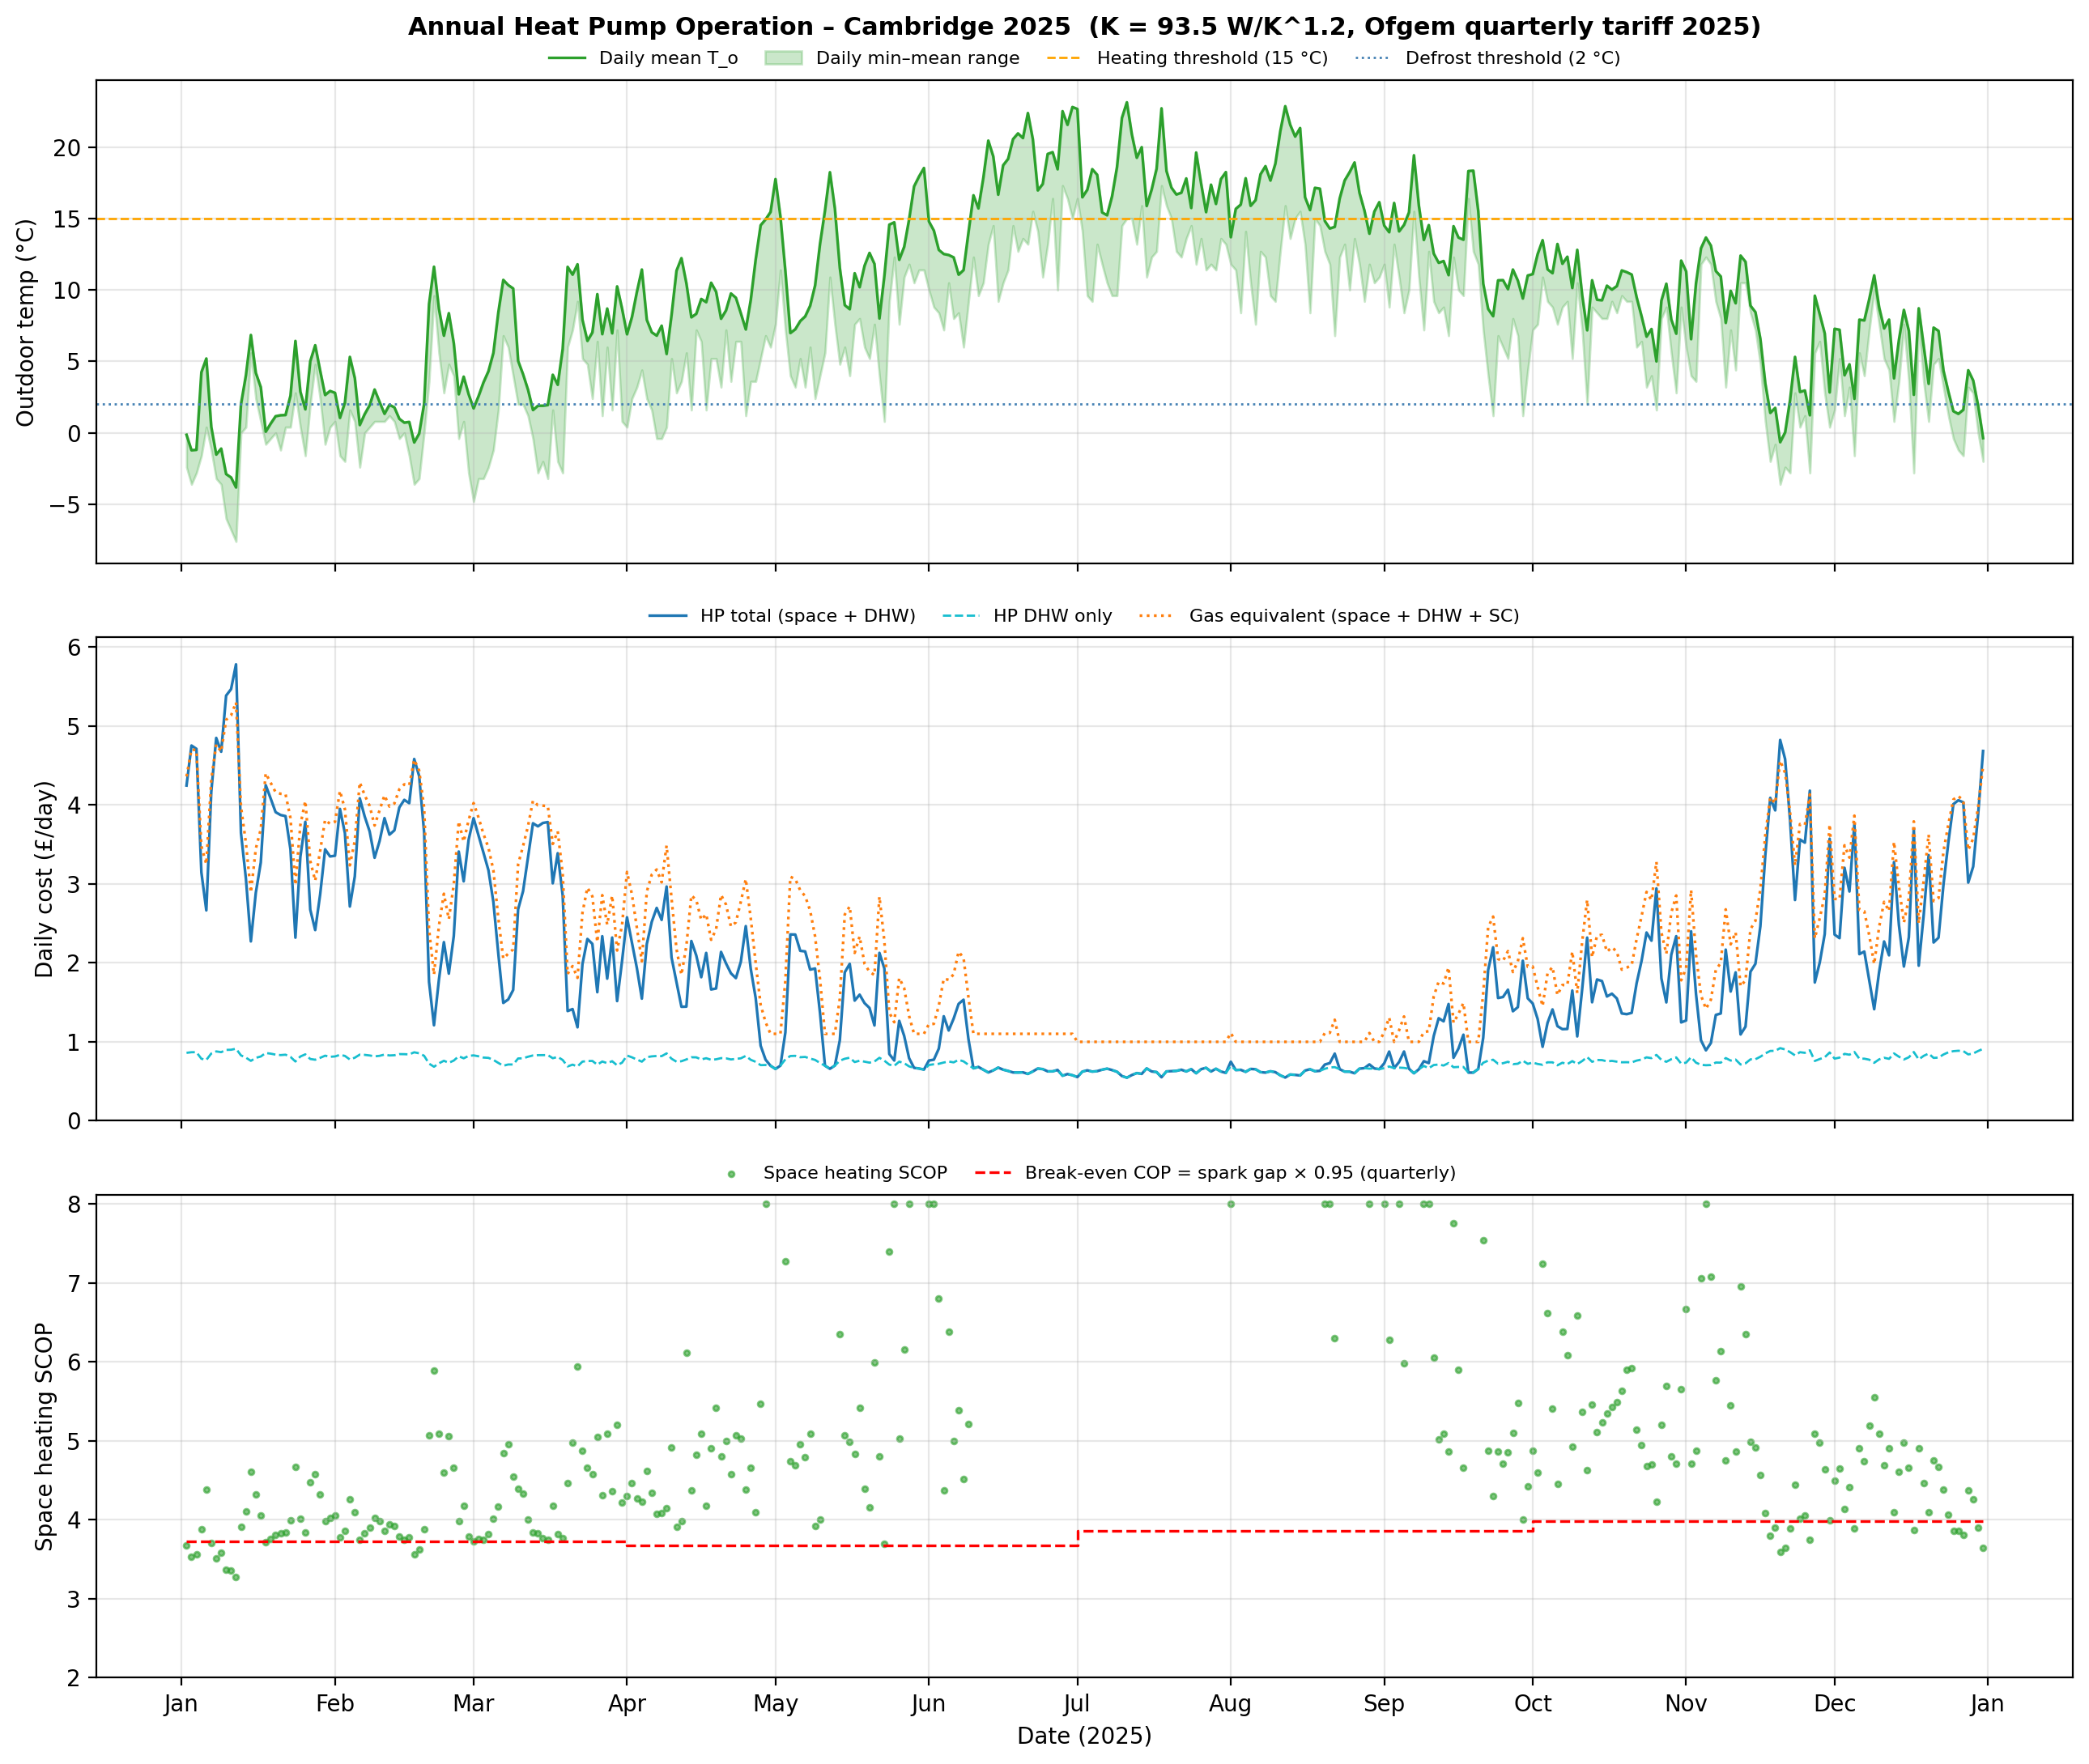 Annual Heat Pump Operation – Cambridge 2025  (K = 93.5 W/K^1.2, Ofgem quarterly tariff 2025)
Daily mean T_o  Daily min–mean range  Heating threshold (15 °C)  Defrost threshold (2 °C)
Outdoor temp (°C)
20
15
10
5
0
−5
HP total (space + DHW)  HP DHW only  Gas equivalent (space + DHW + SC)
Daily cost (£/day)
6
5
4
3
2
1
0
Space heating SCOP  Break-even COP = spark gap × 0.95 (quarterly)
Space heating SCOP
8
7
6
5
4
3
2
Jan Feb Mar Apr May Jun Jul Aug Sep Oct Nov Dec Jan
Date (2025)